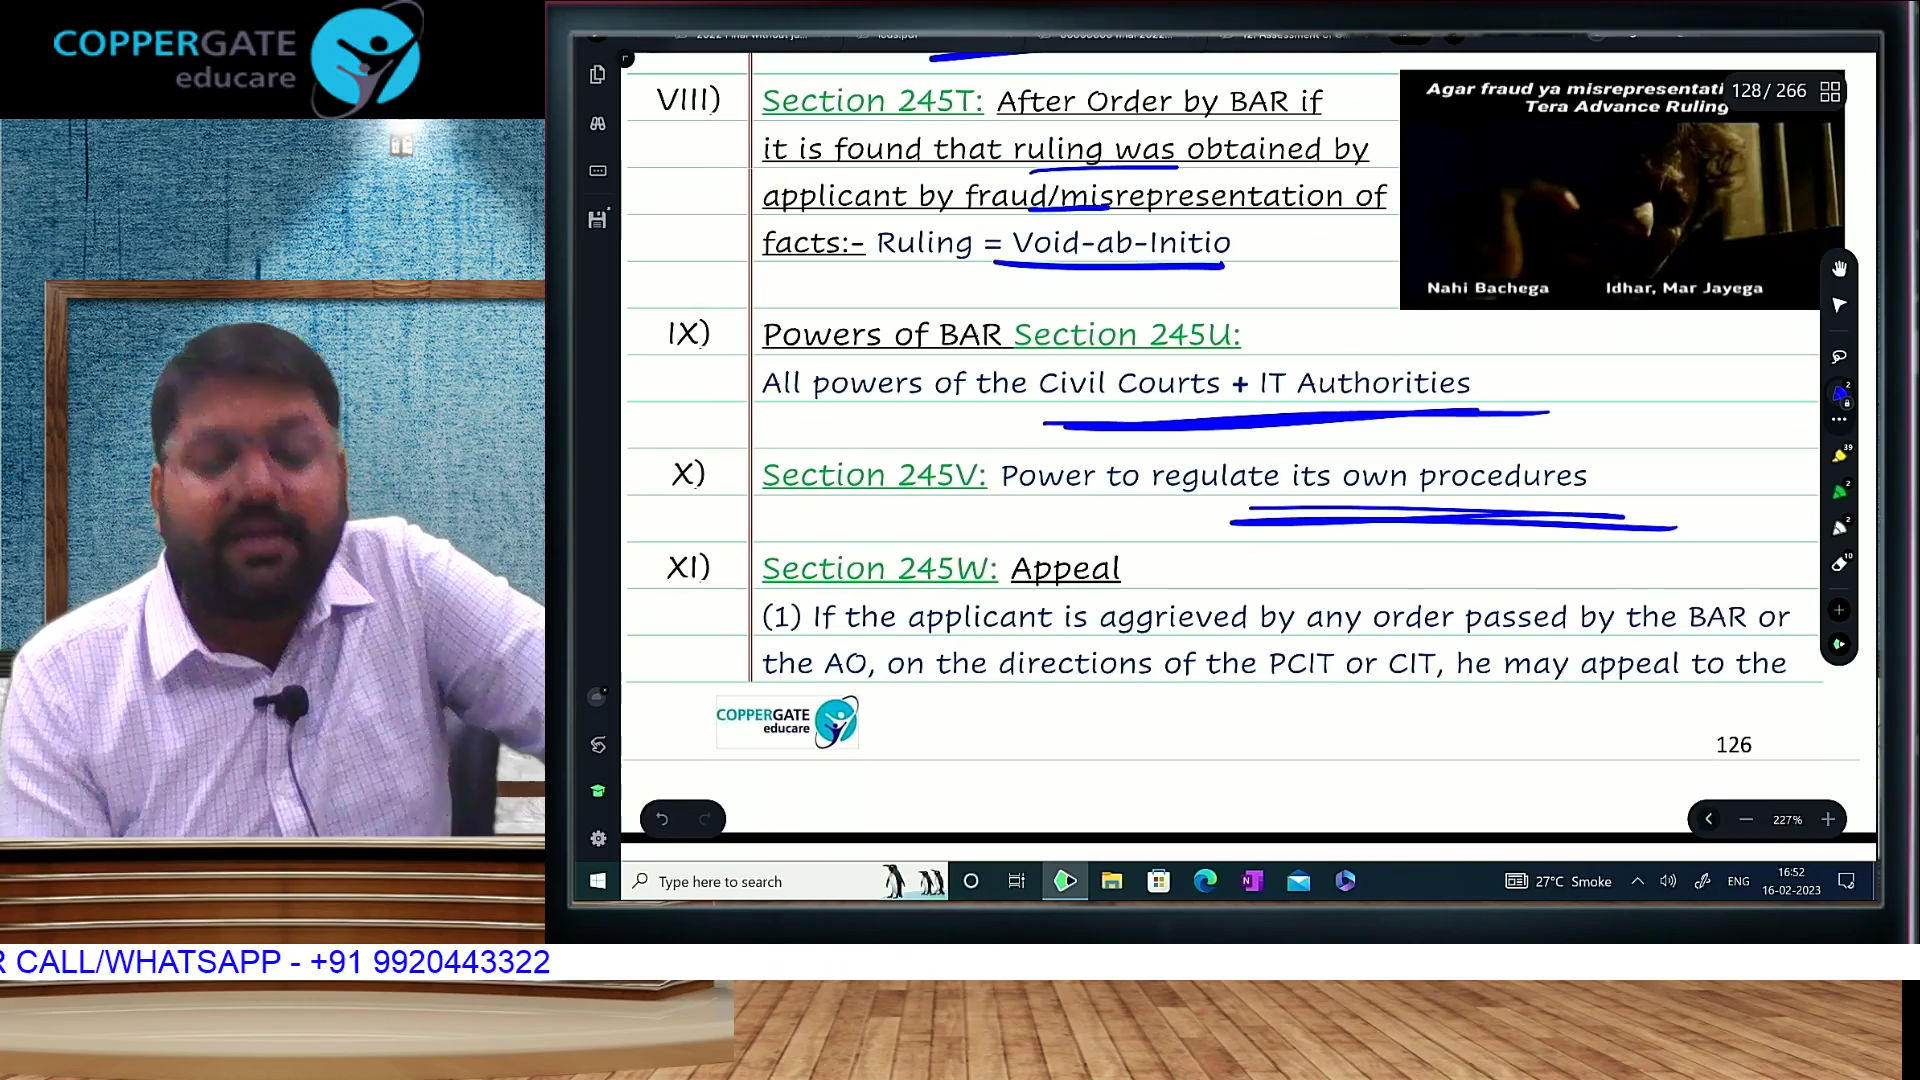 COPPERGATE
educare
VIII)
Section 245T: After Order by BAR if
it is found that ruling was obtained by
applicant by fraud/misrepresentation of
facts:- Ruling = Void-ab-Initio
Agar fraud ya misrepresentati
Tera Advance Ruling
128/ 266
Nahi Bachega
Idhar, Mar Jayega
IX)
Powers of BAR Section 245U:
All powers of the Civil Courts + IT Authorities
X)
Section 245V: Power to regulate its own procedures
XI)
Section 245W: Appeal
(1) If the applicant is aggrieved by any order passed by the BAR or
the AO, on the directions of the PCIT or CIT, he may appeal to the
COPPERGATE
educare
126
227%
Type here to search
27°C Smoke
ENG
16:52
16-02-2023
R CALL/WHATSAPP - +91 9920443322